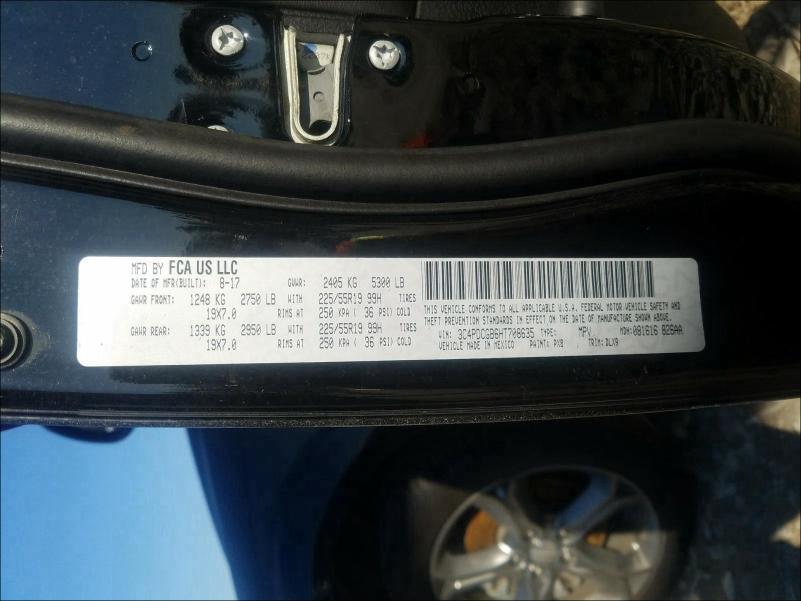 MFD BY FCA US LLC
DATE OF MFR(BUILT): 8-17 GVWR: 2405 KG 5300 LB
GAWR FRONT: 1248 KG 2750 LB WITH 225/55R19 99H TIRES
19X7.0 RIMS AT 250 KPA ( 36 PSI) COLD
GAWR REAR: 1339 KG 2950 LB WITH 225/55R19 99H TIRES
19X7.0 RIMS AT 250 KPA ( 36 PSI) COLD
THIS VEHICLE CONFORMS TO ALL APPLICABLE U.S.A. FEDERAL MOTOR VEHICLE SAFETY AND
THEFT PREVENTION STANDARDS IN EFFECT ON THE DATE OF MANUFACTURE SHOWN ABOVE.
VIN: 3C4PDCGB6HT708635 TYPE: MPV MDH: 081616 828AA
VEHICLE MADE IN MEXICO PAINT: PX8 TRIM: DLX9